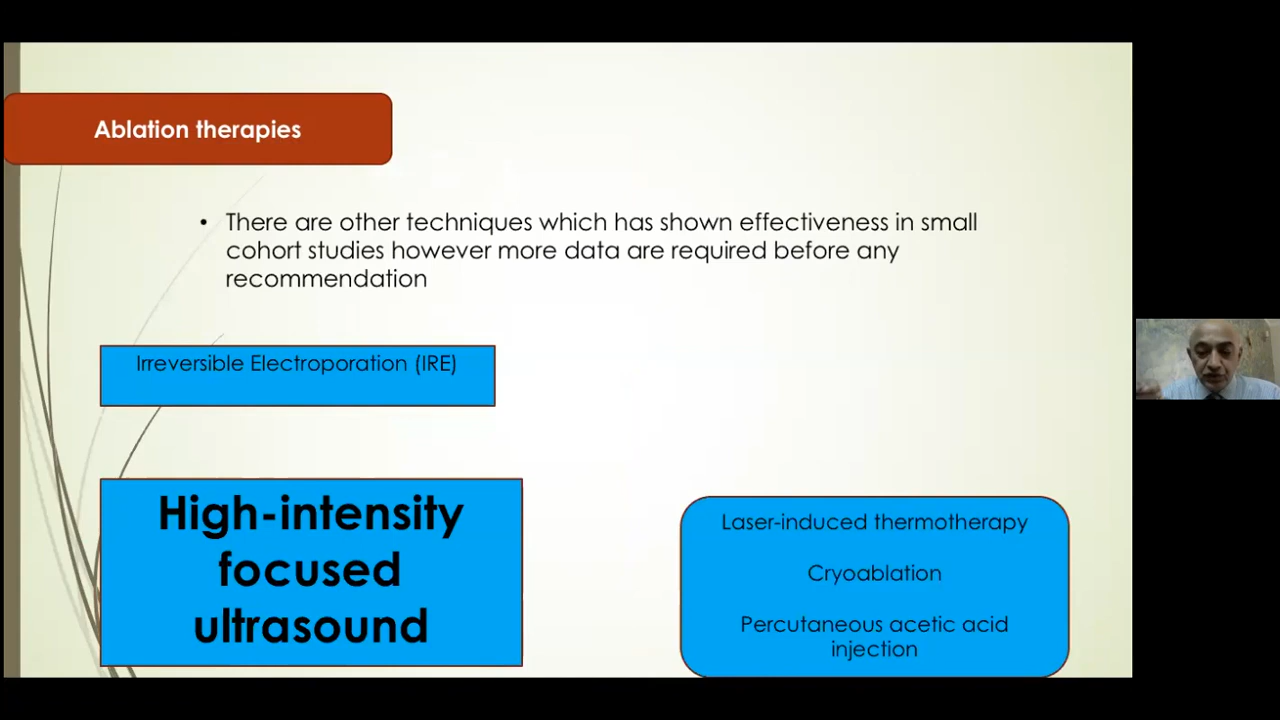 Ablation therapies
• There are other techniques which has shown effectiveness in small
cohort studies however more data are required before any
recommendation
Irreversible Electroporation (IRE)
High-intensity
focused
ultrasound
Laser-induced thermotherapy
Cryoablation
Percutaneous acetic acid
injection